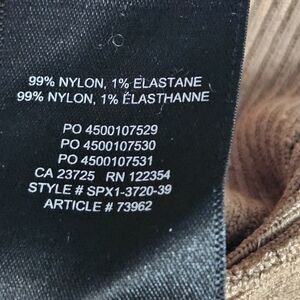 99% NYLON, 1% ELASTANE
99% NYLON, 1% ÉLASTHANNE
PO 4500107529
PO 4500107530
PO 4500107531
CA 23725 RN 122354
STYLE # SPX1-3720-39
ARTICLE # 73962